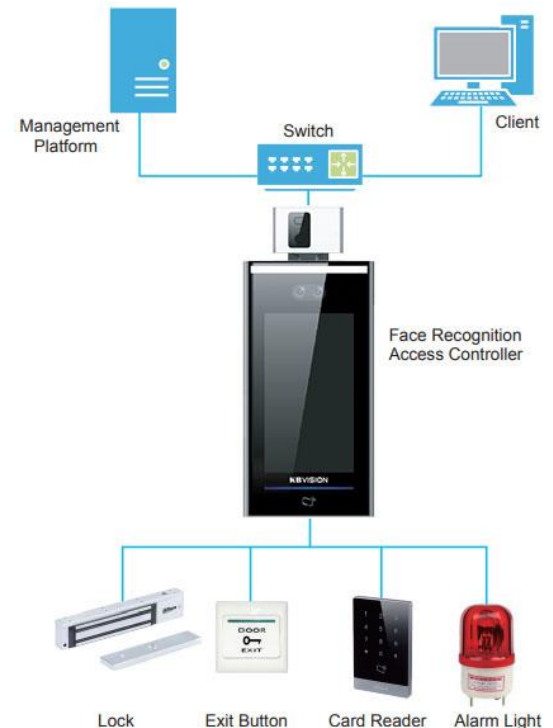 Management
Platform
Switch
Client
Face Recognition
Access Controller
KBVISION
DOOR
EXIT
Lock
Exit Button
Card Reader
Alarm Light